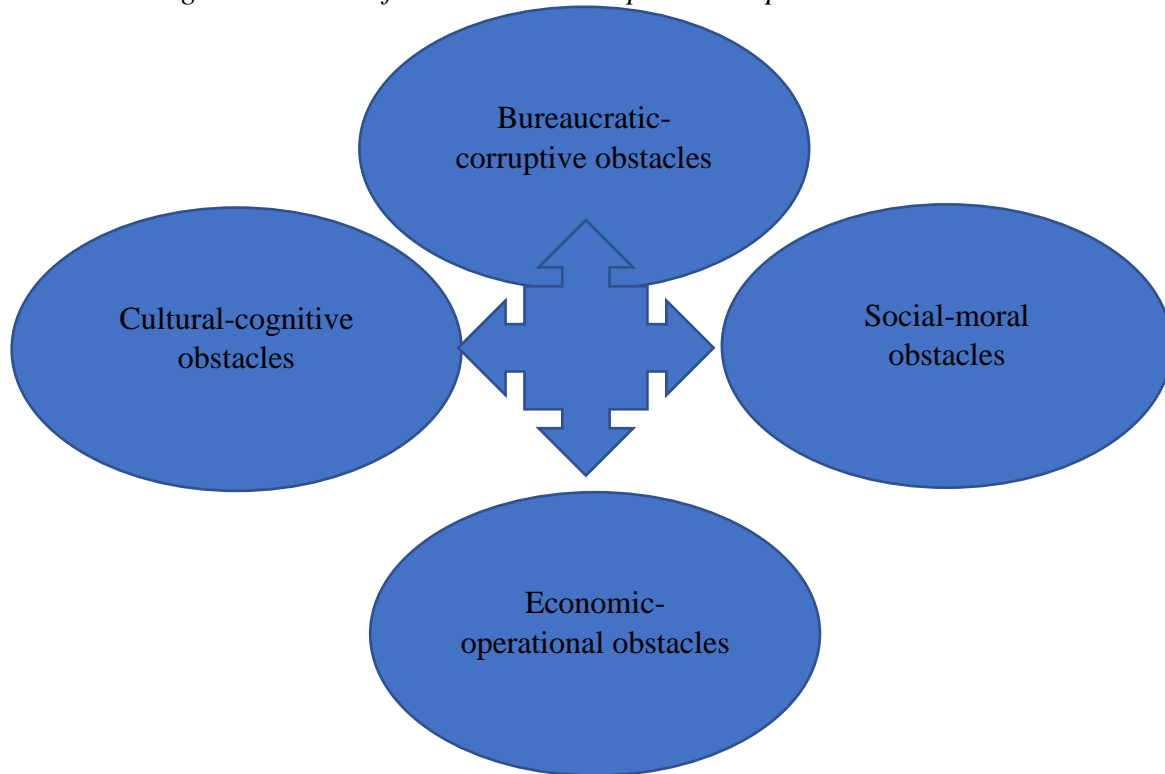 Bureaucratic-
corruptive obstacles
Cultural-cognitive
obstacles
Social-moral
obstacles
Economic-
operational obstacles